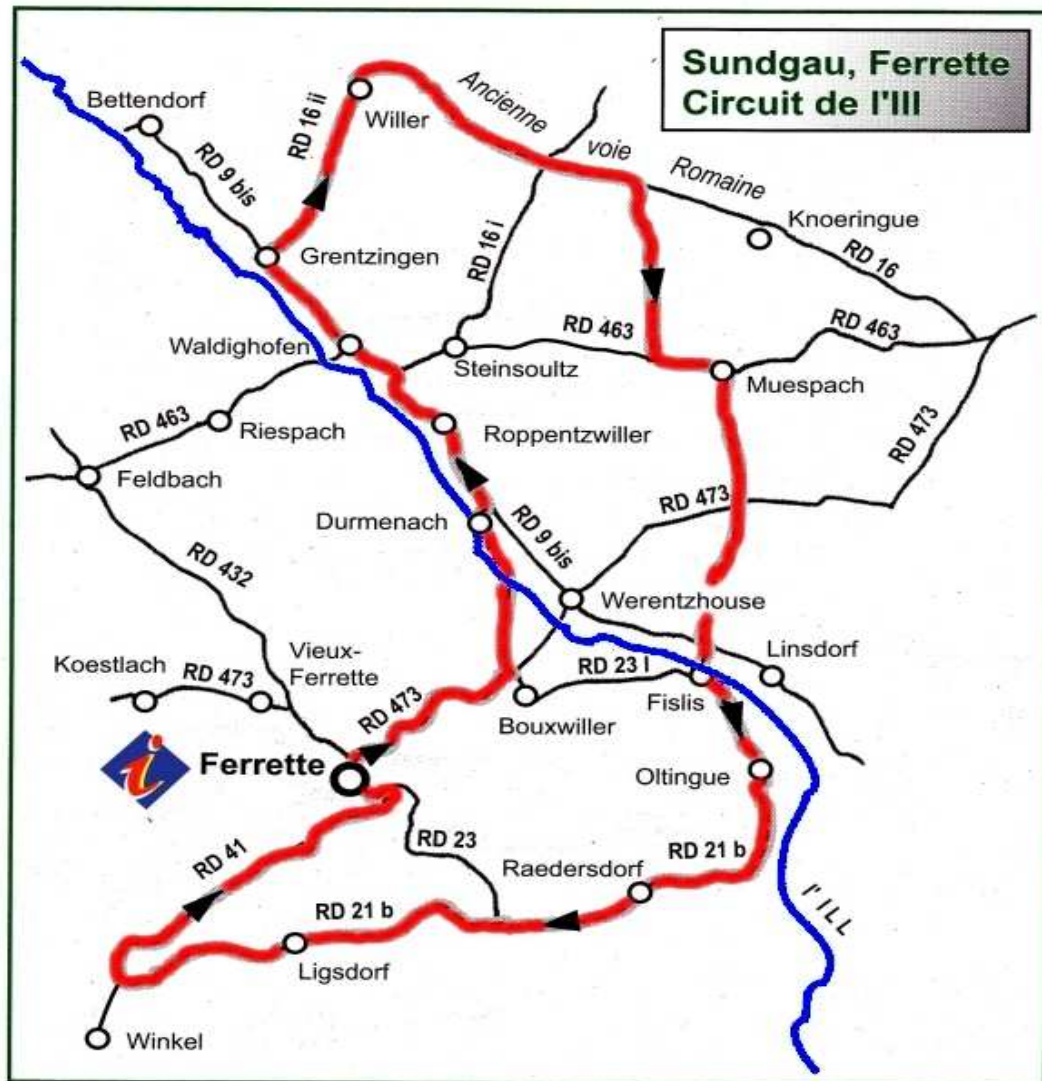 Sundgau, Ferrette
Circuit de l'Ill
Bettendorf
RD 16 ii
Willer
Ancienne
voie
Romaine
RD 9 bis
Grentzingen
RD 16 i
Knoeringue
RD 16
Waldighofen
RD 463
Steinsoultz
RD 463
Muespach
RD 463
Riespach
Roppentzwiller
RD 473
Feldbach
Durmenach
RD 473
RD 9 bis
RD 432
Werentzhouse
Koestlach
RD 473
Vieux-
Ferrette
RD 473
RD 23 I
Linsdorf
Bouxwiller
Fislis
i
Ferrette
Oltingue
RD 41
RD 23
Raedersdorf
RD 21 b
RD 21 b
l' ILL
Ligsdorf
Winkel